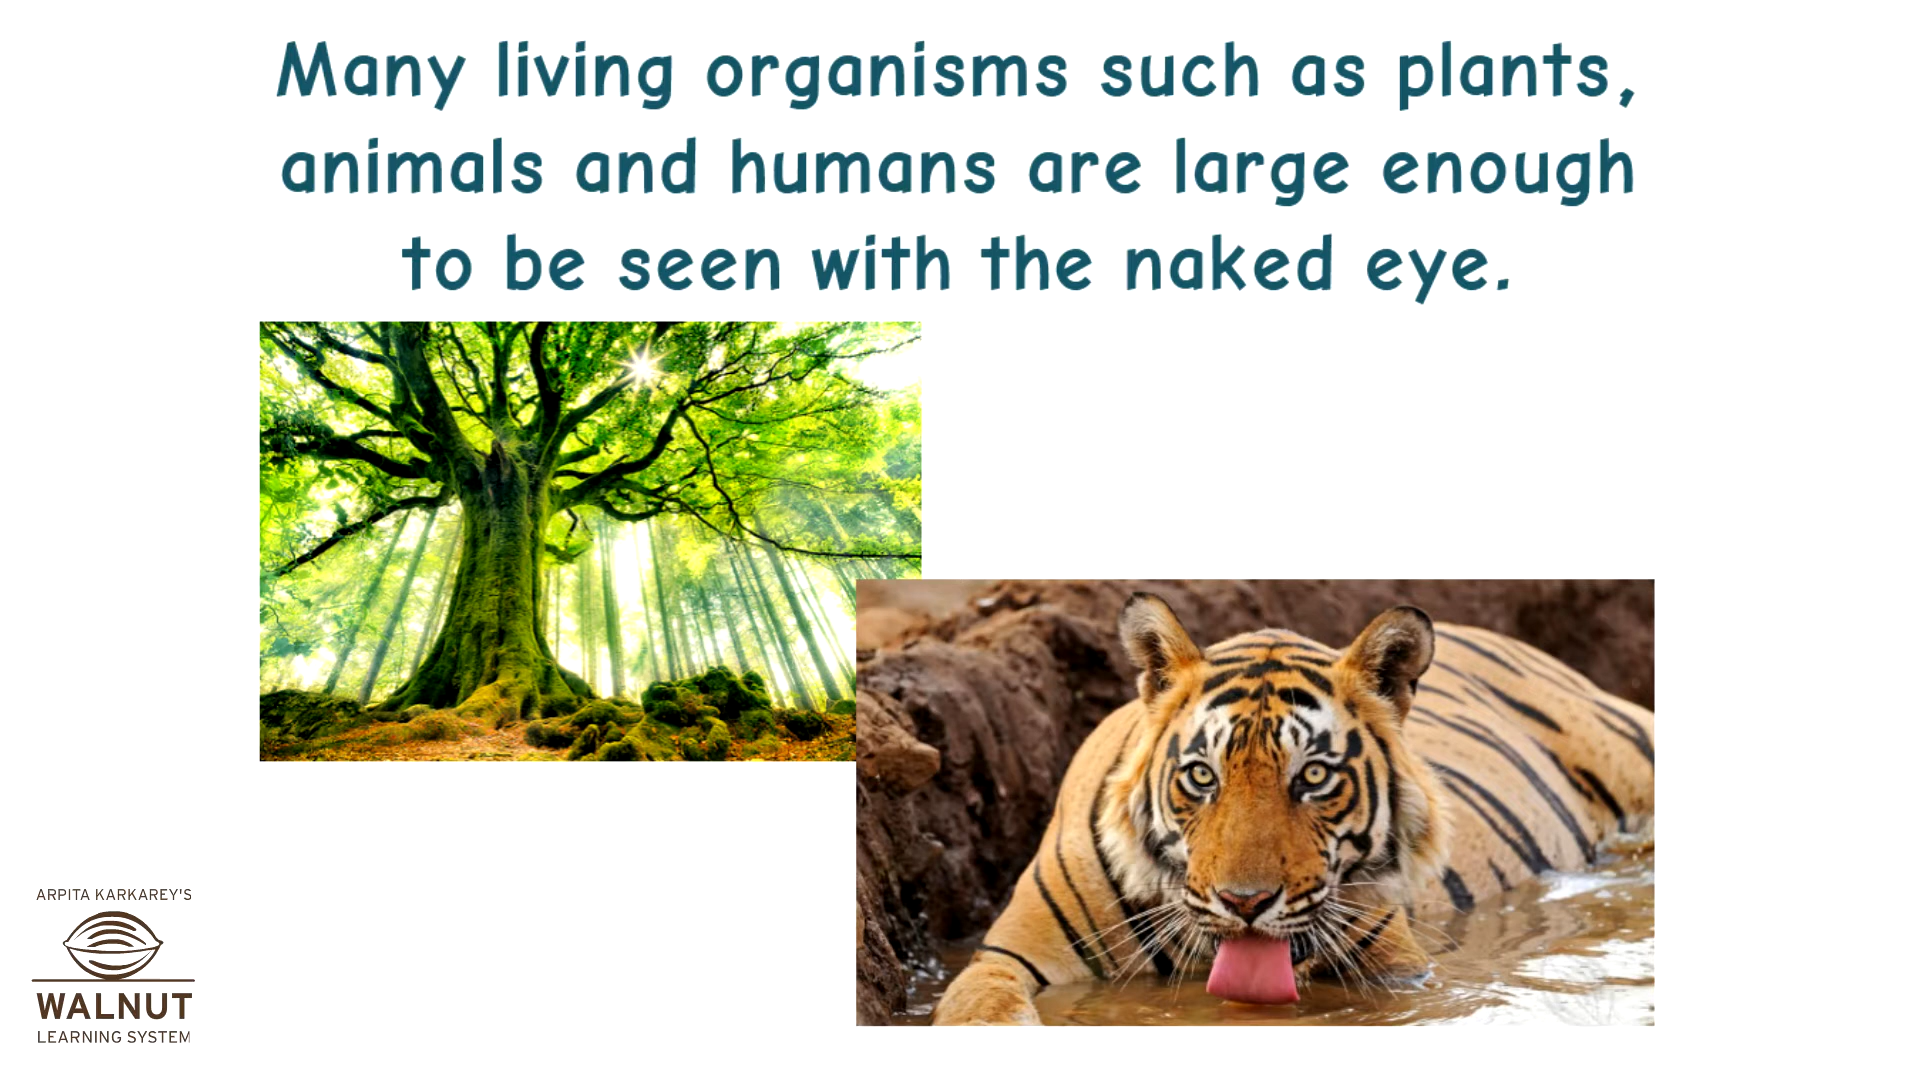 Many living organisms such as plants,
animals and humans are large enough
to be seen with the naked eye.
ARPITA KARKAREY'S
WALNUT
LEARNING SYSTEM